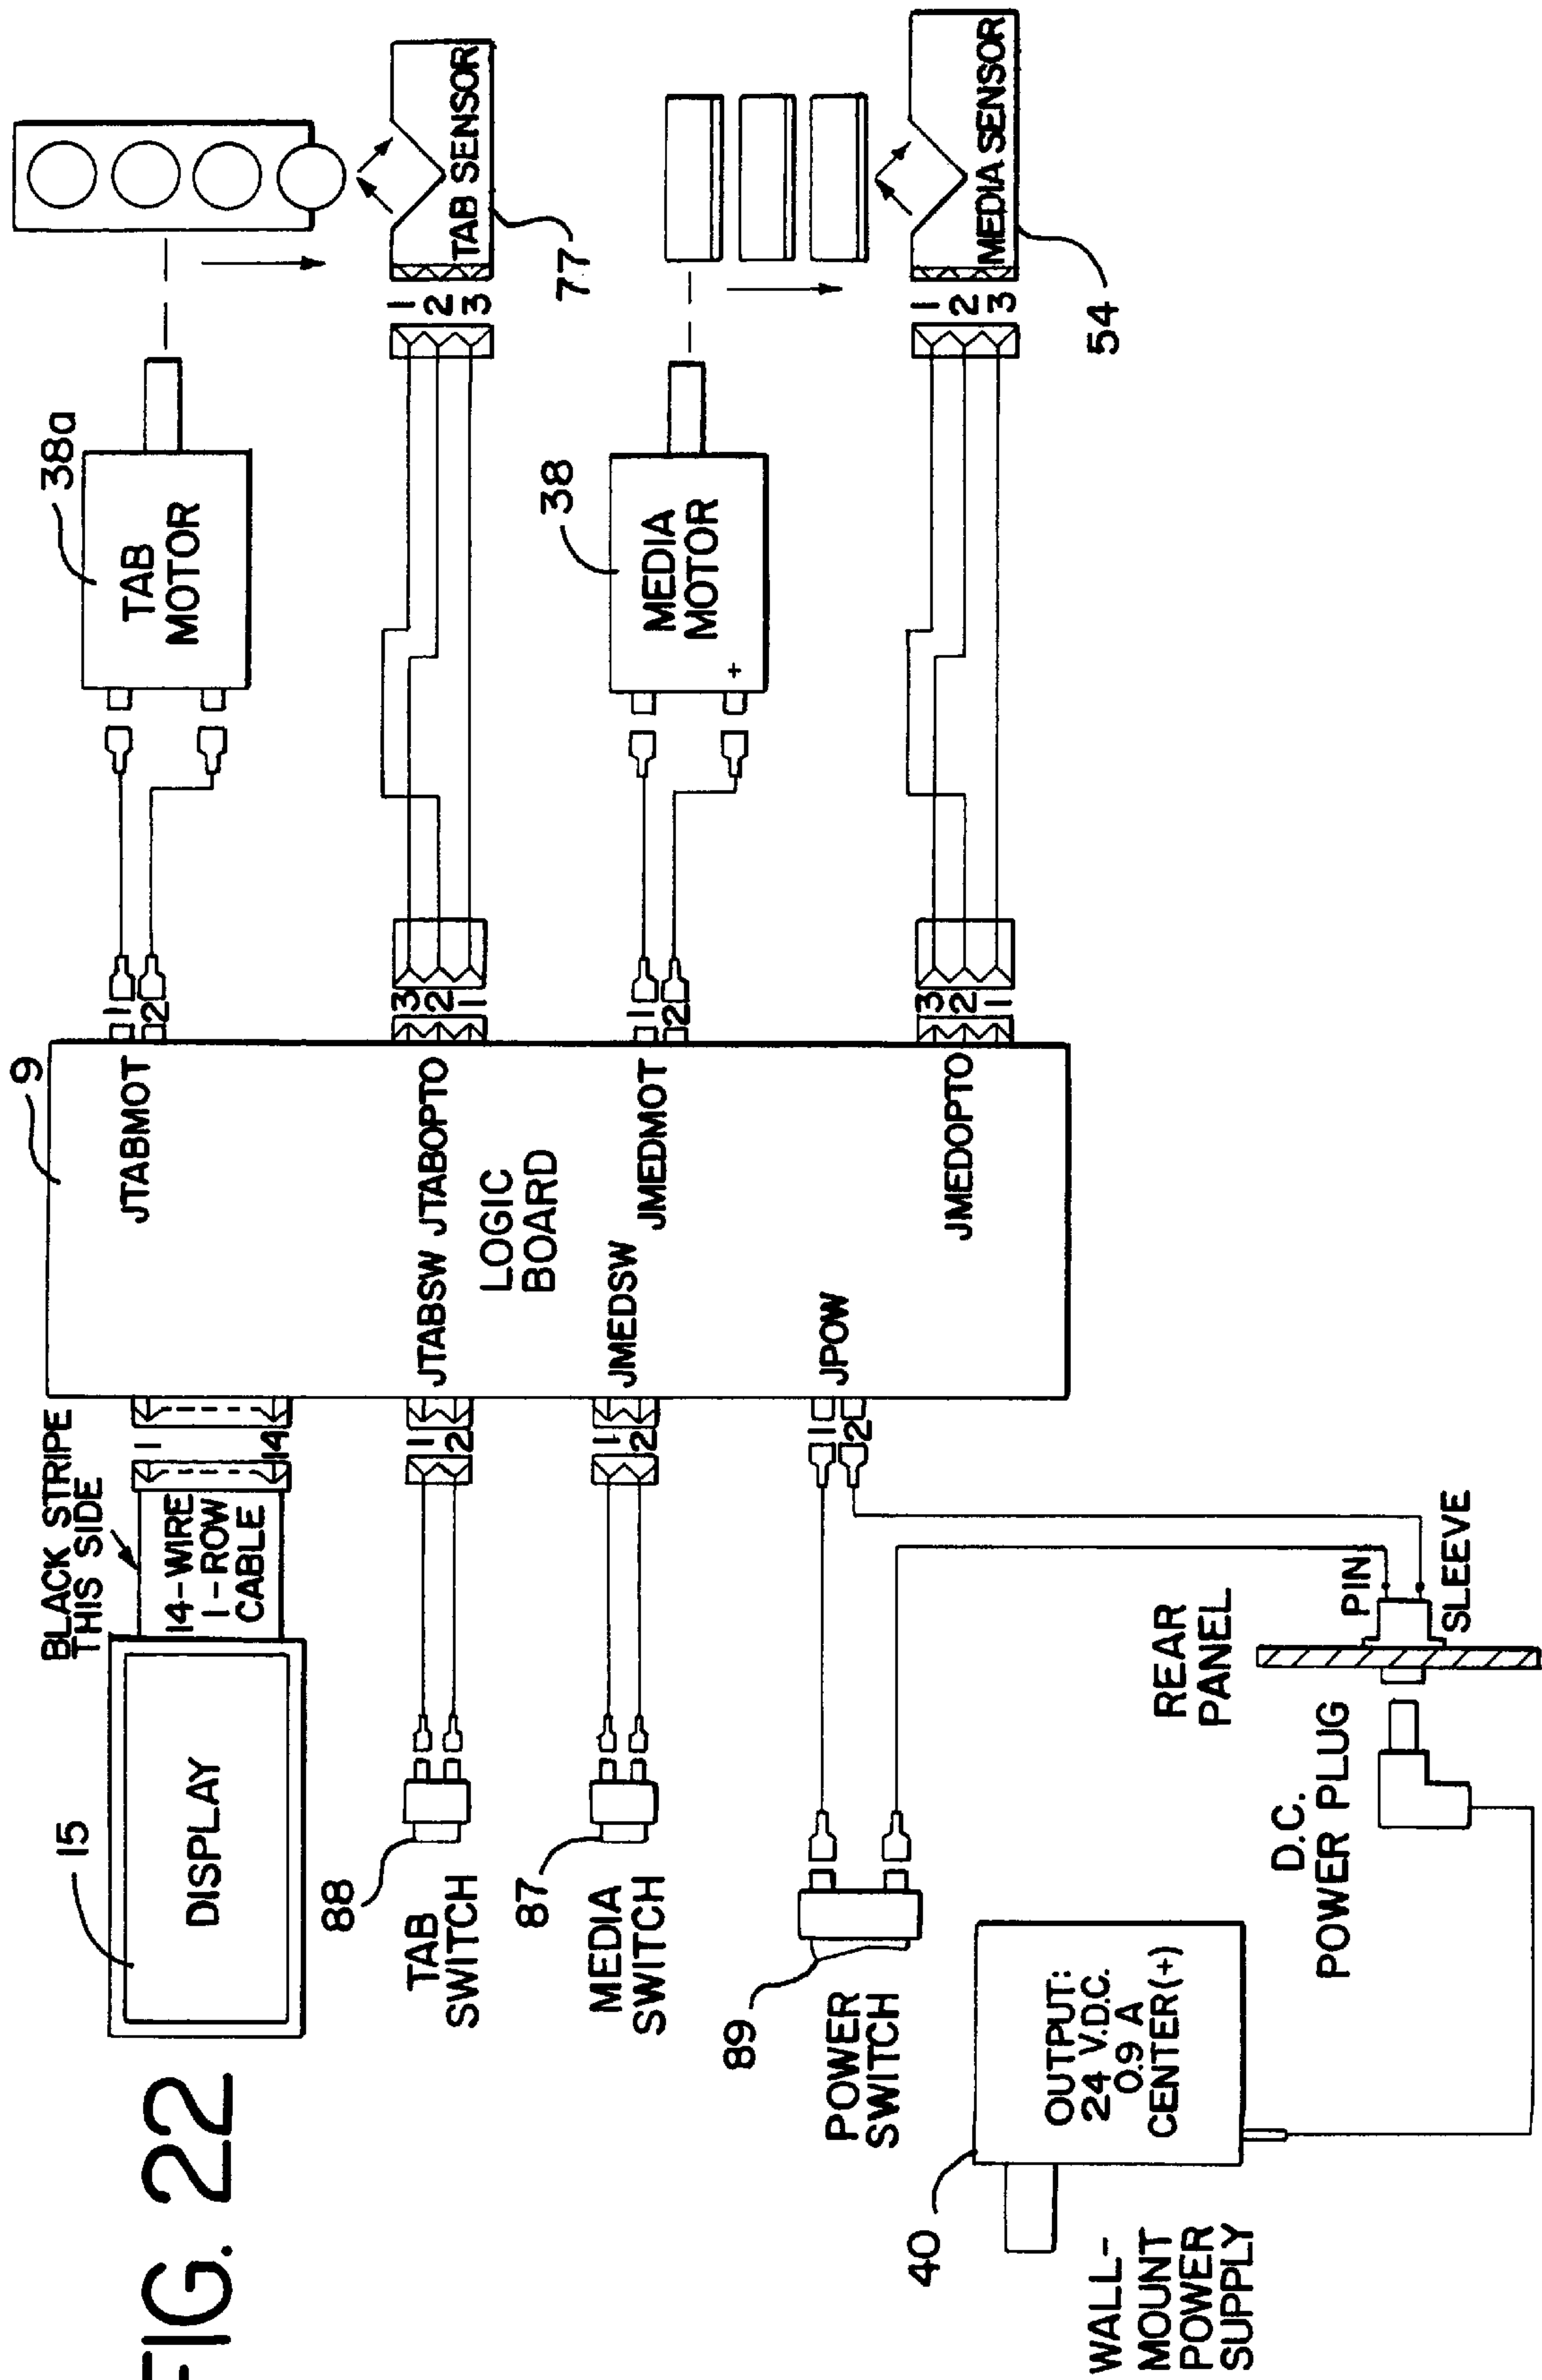 FIG. 22
15
DISPLAY
BLACK STRIPE
THIS SIDE
14-WIRE
1-ROW
CABLE
1
14
9
JTABMOT
1
2
38a
TAB
MOTOR
88
TAB
SWITCH
1
2
JTABSW JTABOPTO
3
2
1
1
2
3
TAB SENSOR
77
LOGIC
BOARD
87
MEDIA
SWITCH
1
2
JMEDSW
JMEDMOT
1
2
38
MEDIA
MOTOR
+
89
POWER
SWITCH
1
2
JPOW
JMEDOPTO
3
2
1
1
2
3
MEDIA SENSOR
54
40
WALL-
MOUNT
POWER
SUPPLY
OUTPUT:
24 V.D.C.
0.9 A
CENTER(+)
D.C.
POWER PLUG
REAR
PANEL
PIN
SLEEVE